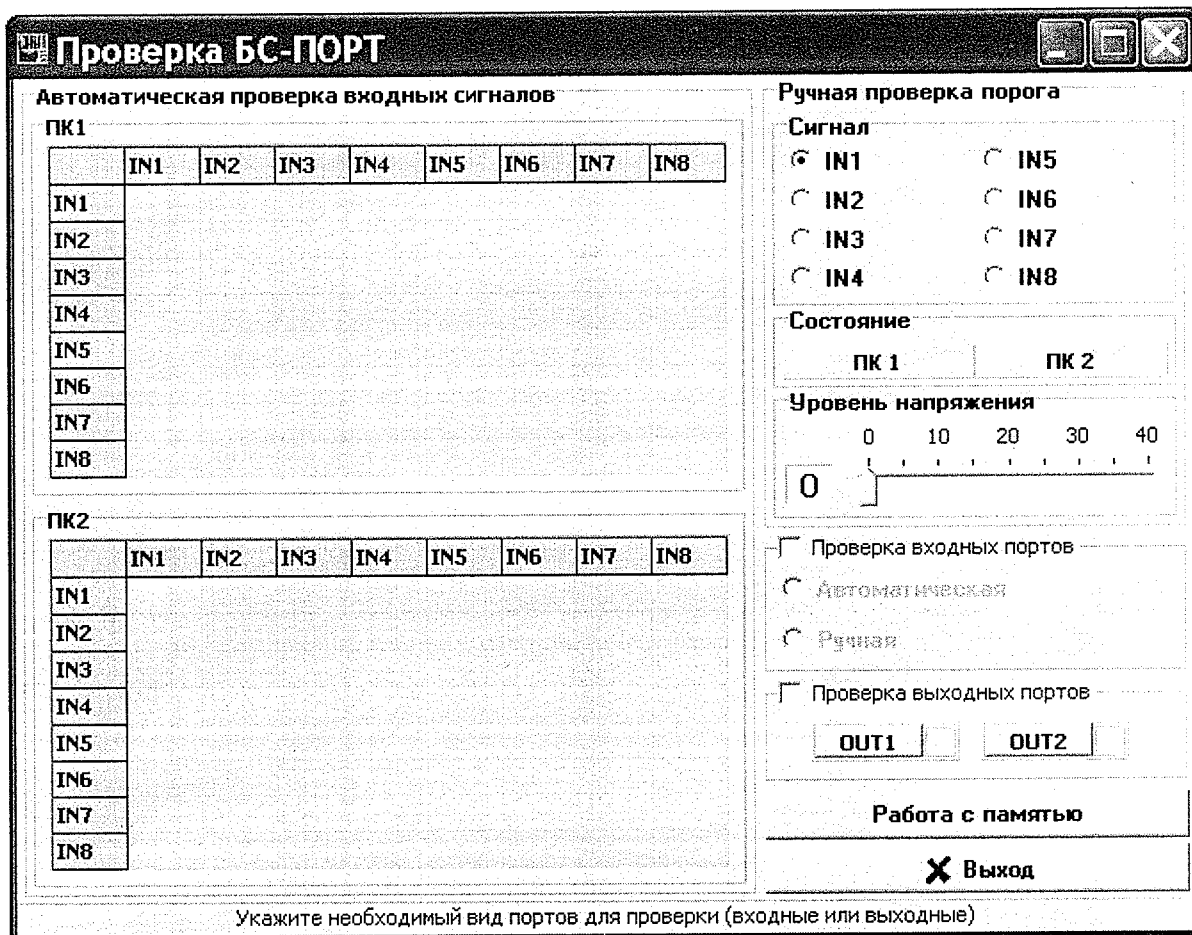 Проверка БС-ПОРТ
Автоматическая проверка входных сигналов
ПК1
IN1 IN2 IN3 IN4 IN5 IN6 IN7 IN8
IN1
IN2
IN3
IN4
IN5
IN6
IN7
IN8
ПК2
IN1 IN2 IN3 IN4 IN5 IN6 IN7 IN8
IN1
IN2
IN3
IN4
IN5
IN6
IN7
IN8
Ручная проверка порога
Сигнал
IN1 IN5
IN2 IN6
IN3 IN7
IN4 IN8
Состояние
ПК 1 ПК 2
Уровень напряжения
0 10 20 30 40
0
Проверка входных портов
Автоматическая
Ручная
Проверка выходных портов
OUT1 OUT2
Работа с памятью
Выход
Укажите необходимый вид портов для проверки (входные или выходные)